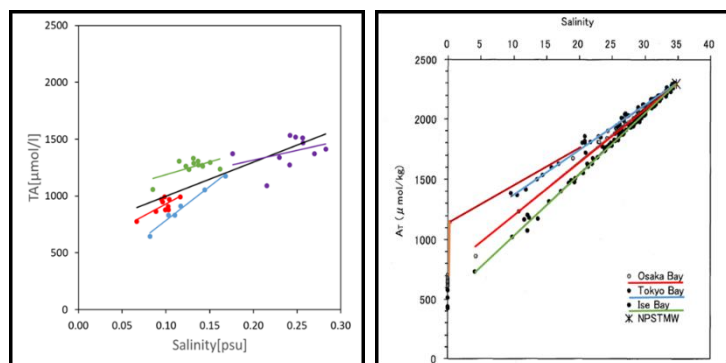 2500
2000
1500
1000
500
0
TA[µmol/l]
0.00
0.05
0.10
0.15
0.20
0.25
0.30
Salinity[psu]
Salinity
0 5 10 15 20 25 30 35 40
2500
2000
1500
1000
500
0
A_T (μ mol/kg)
Osaka Bay
Tokyo Bay
Ise Bay
NPSTMW